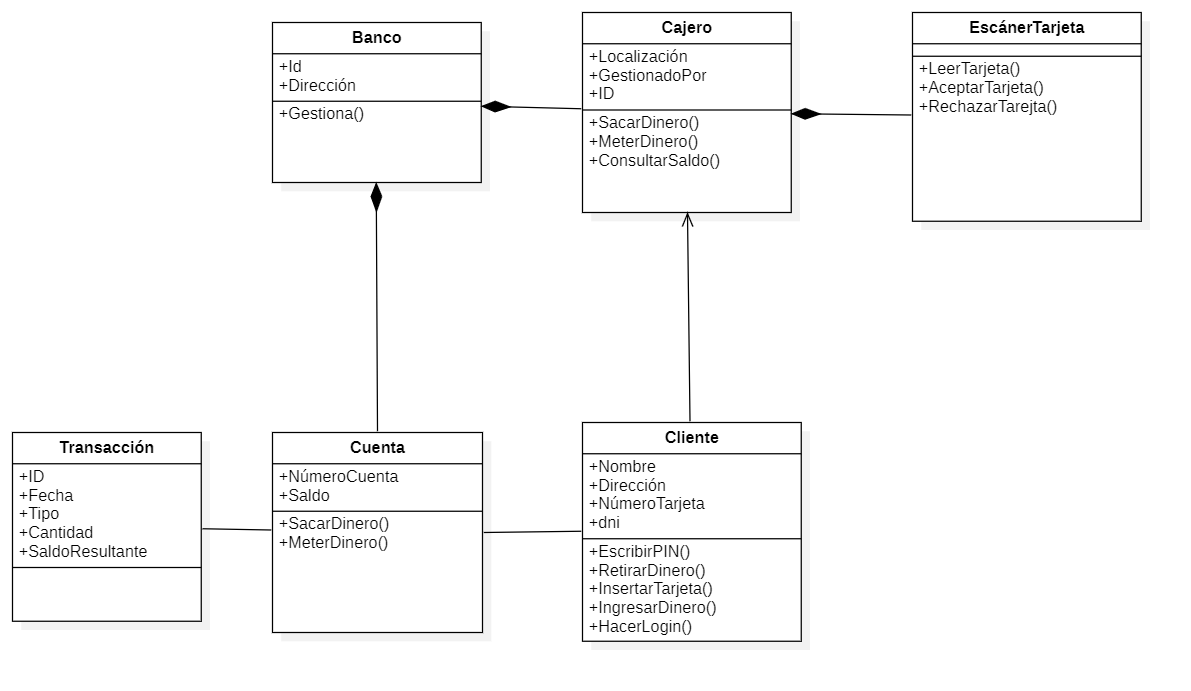 Banco
+Id
+Dirección
+Gestiona()
Cajero
+Localización
+GestionadoPor
+ID
+SacarDinero()
+MeterDinero()
+ConsultarSaldo()
EscánerTarjeta
+LeerTarjeta()
+AceptarTarjeta()
+RechazarTarejta()
Transacción
+ID
+Fecha
+Tipo
+Cantidad
+SaldoResultante
Cuenta
+NúmeroCuenta
+Saldo
+SacarDinero()
+MeterDinero()
Cliente
+Nombre
+Dirección
+NúmeroTarjeta
+dni
+EscribirPIN()
+RetirarDinero()
+InsertarTarjeta()
+IngresarDinero()
+HacerLogin()